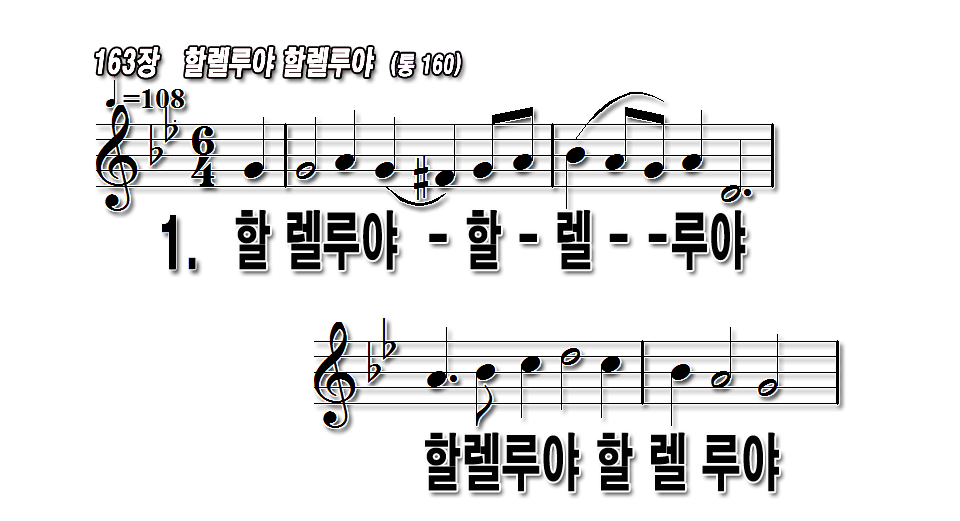 163장 할렐루야 할렐루야 (통 160)
♩=108
6
4
1. 할 렐루야 - 할 - 렐 - -루야
할렐루야 할 렐 루야